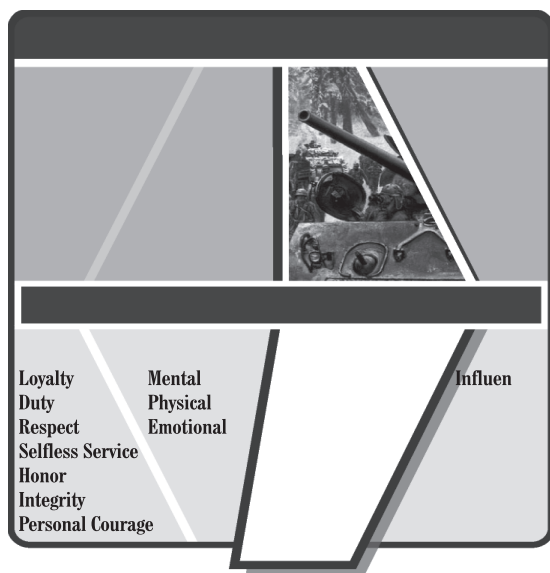 Loyalty
Duty
Respect
Selfless Service
Honor
Integrity
Personal Courage
Mental
Physical
Emotional
Influen